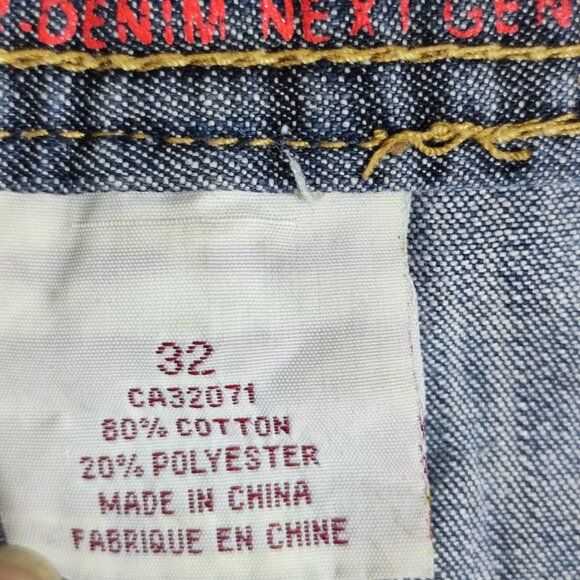 DENIM NEXT GEN
32
CA32071
80% COTTON
20% POLYESTER
MADE IN CHINA
FABRIQUE EN CHINE